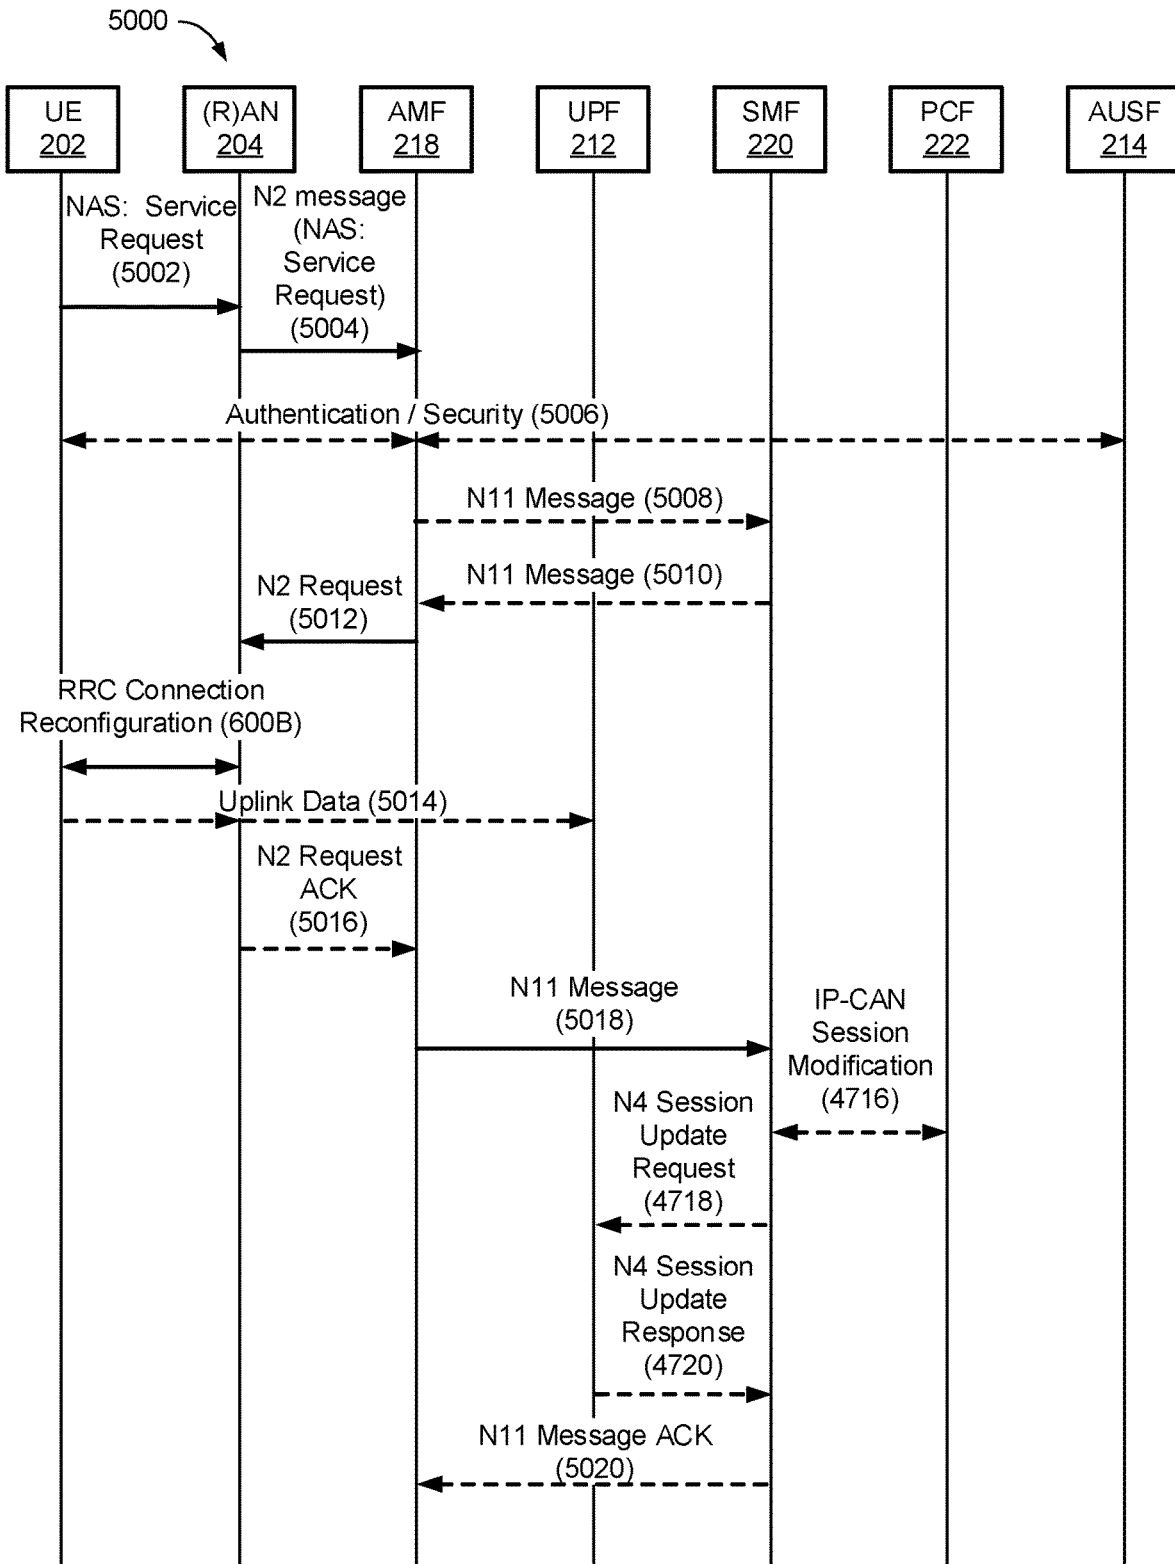 5000
UE
202
(R)AN
204
AMF
218
UPF
212
SMF
220
PCF
222
AUSF
214
NAS: Service
Request
(5002)
N2 message
(NAS:
Service
Request)
(5004)
Authentication / Security (5006)
N11 Message (5008)
N11 Message (5010)
N2 Request
(5012)
RRC Connection
Reconfiguration (600B)
Uplink Data (5014)
N2 Request
ACK
(5016)
N11 Message
(5018)
IP-CAN
Session
Modification
(4716)
N4 Session
Update
Request
(4718)
N4 Session
Update
Response
(4720)
N11 Message ACK
(5020)